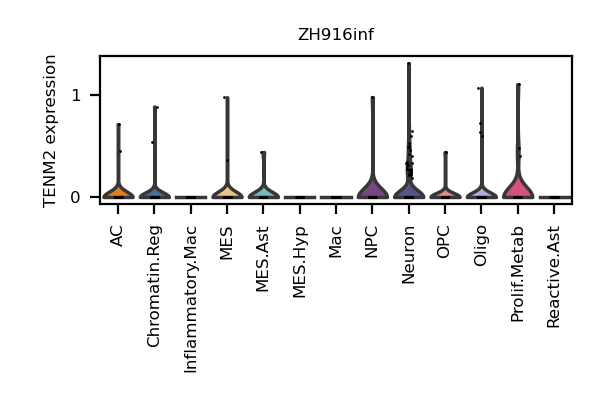 ZH916inf
TENM2 expression
1
0
AC
Chromatin.Reg
Inflammatory.Mac
MES
MES.Ast
MES.Hyp
Mac
NPC
Neuron
OPC
Oligo
Prolif.Metab
Reactive.Ast